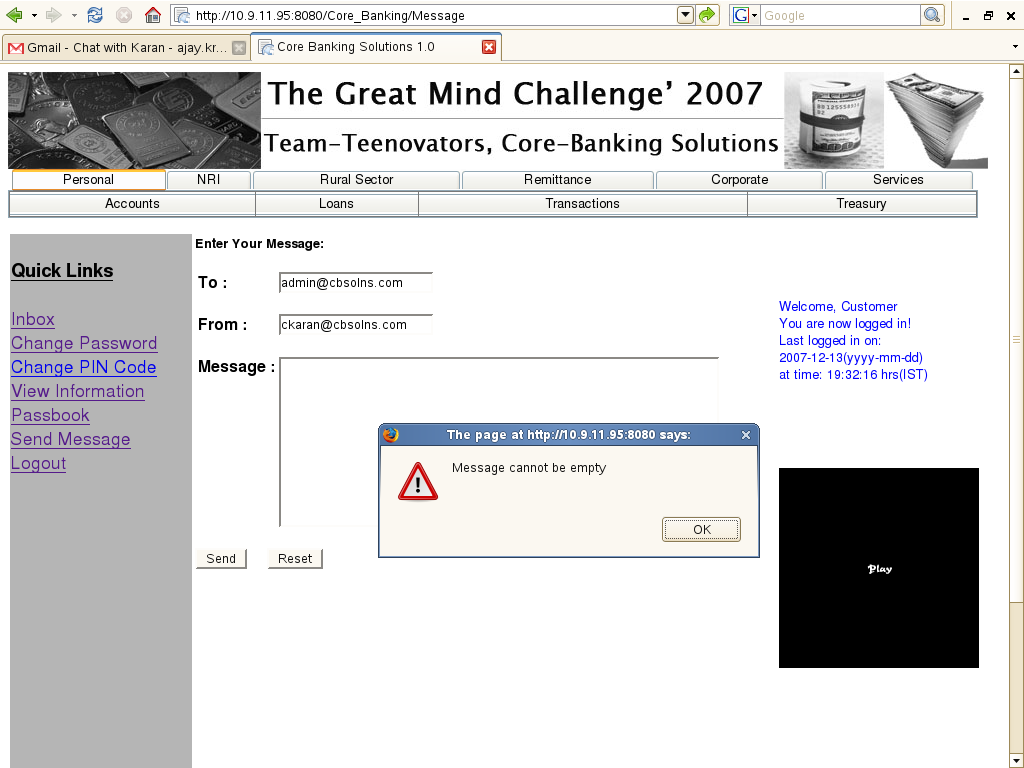 http://10.9.11.95:8080/Core_Banking/Message
G
Google
Gmail - Chat with Karan - ajay.kr...
Core Banking Solutions 1.0
The Great Mind Challenge' 2007
Team-Teenovators, Core-Banking Solutions
Personal NRI Rural Sector Remittance Corporate Services
Accounts Loans Transactions Treasury
Quick Links
Inbox
Change Password
Change PIN Code
View Information
Passbook
Send Message
Logout
Enter Your Message:
To : admin@cbsolns.com
From : ckaran@cbsolns.com
Message :
The page at http://10.9.11.95:8080 says:
Message cannot be empty
OK
Send Reset
Welcome, Customer
You are now logged in!
Last logged in on:
2007-12-13(yyyy-mm-dd)
at time: 19:32:16 hrs(IST)
Play